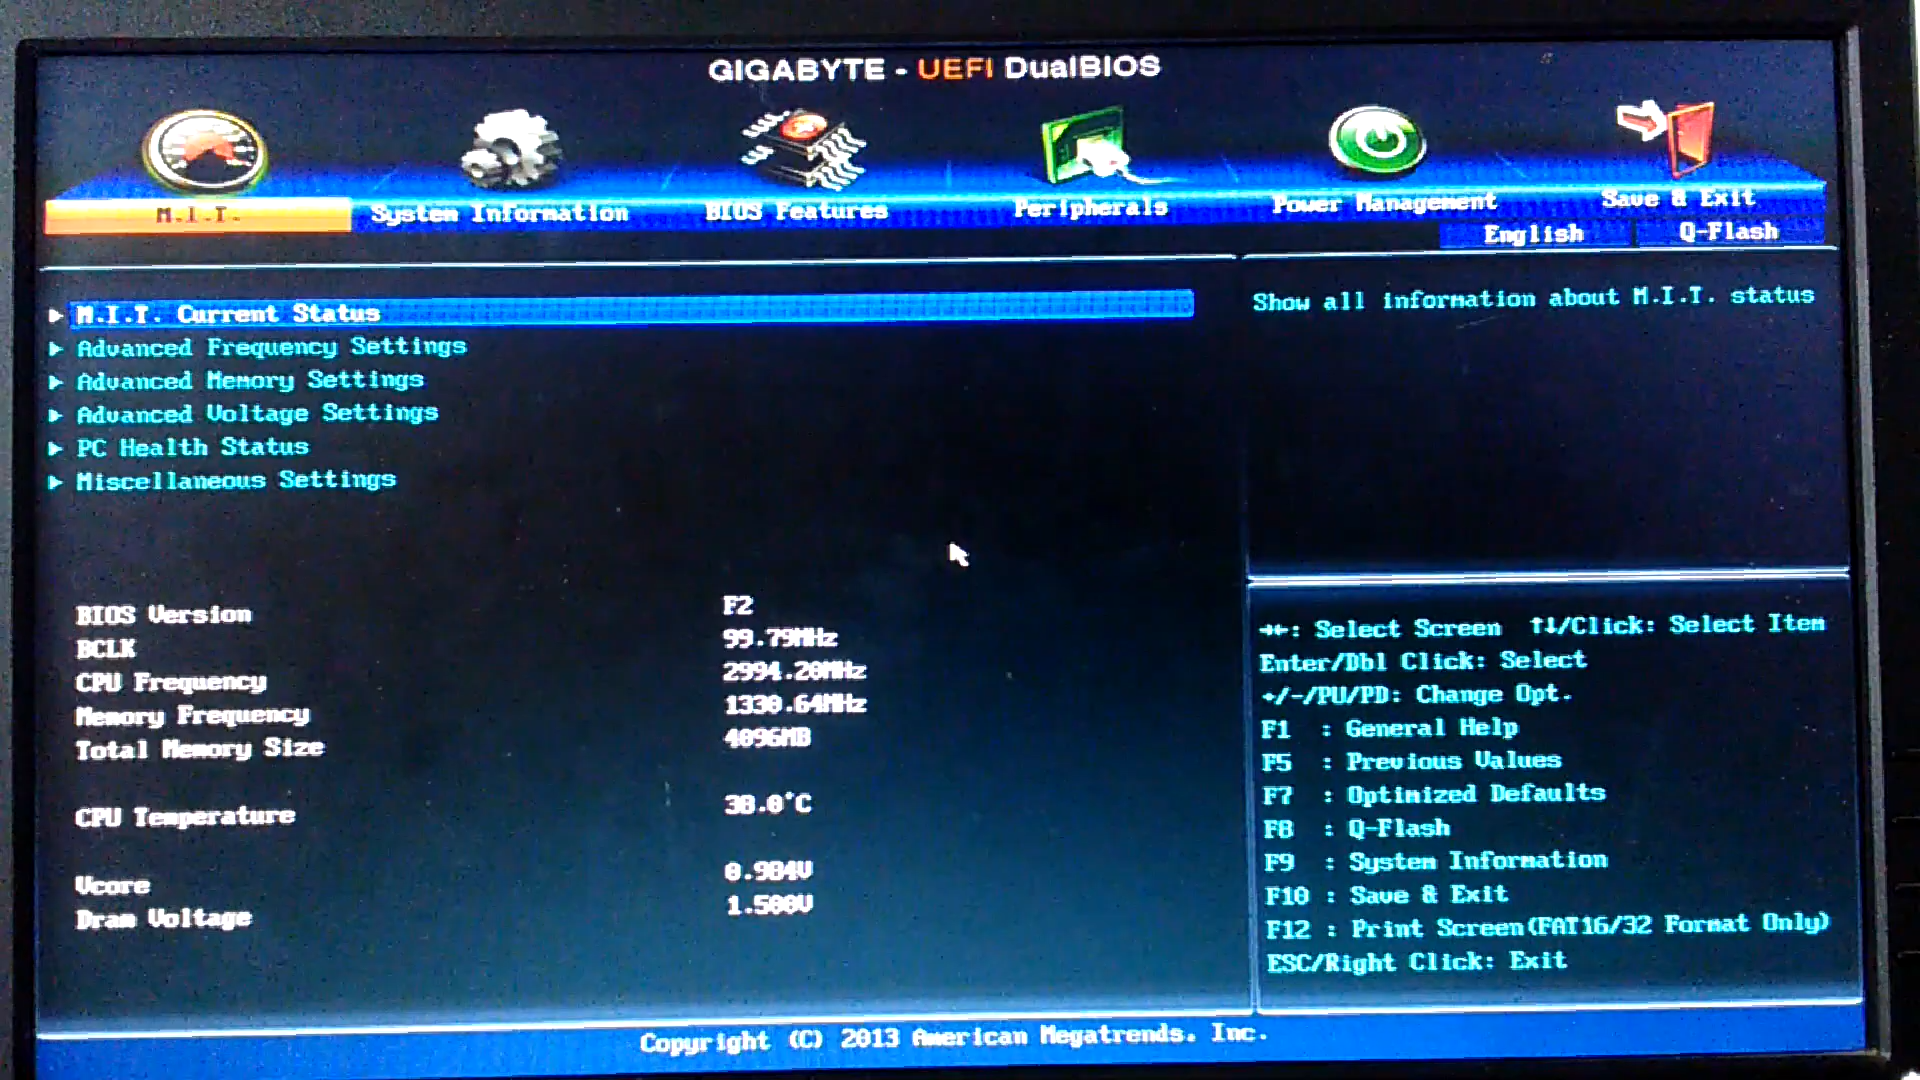 GIGABYTE - UEFI DualBIOS
M.I.T.
System Information
BIOS Features
Peripherals
Power Management
Save & Exit
English
Q-Flash
M.I.T. Current Status
Advanced Frequency Settings
Advanced Memory Settings
Advanced Voltage Settings
PC Health Status
Miscellaneous Settings
BIOS Version F2
BCLK 99.79MHz
CPU Frequency 2994.20MHz
Memory Frequency 1330.64MHz
Total Memory Size 4096MB
CPU Temperature 38.0°C
Vcore 0.984V
Dram Voltage 1.500V
Show all information about M.I.T. status
→←: Select Screen ↑↓/Click: Select Item
Enter/Dbl Click: Select
+/-/PU/PD: Change Opt.
F1 : General Help
F5 : Previous Values
F7 : Optimized Defaults
F8 : Q-Flash
F9 : System Information
F10 : Save & Exit
F12 : Print Screen(FAT16/32 Format Only)
ESC/Right Click: Exit
Copyright (C) 2013 American Megatrends. Inc.